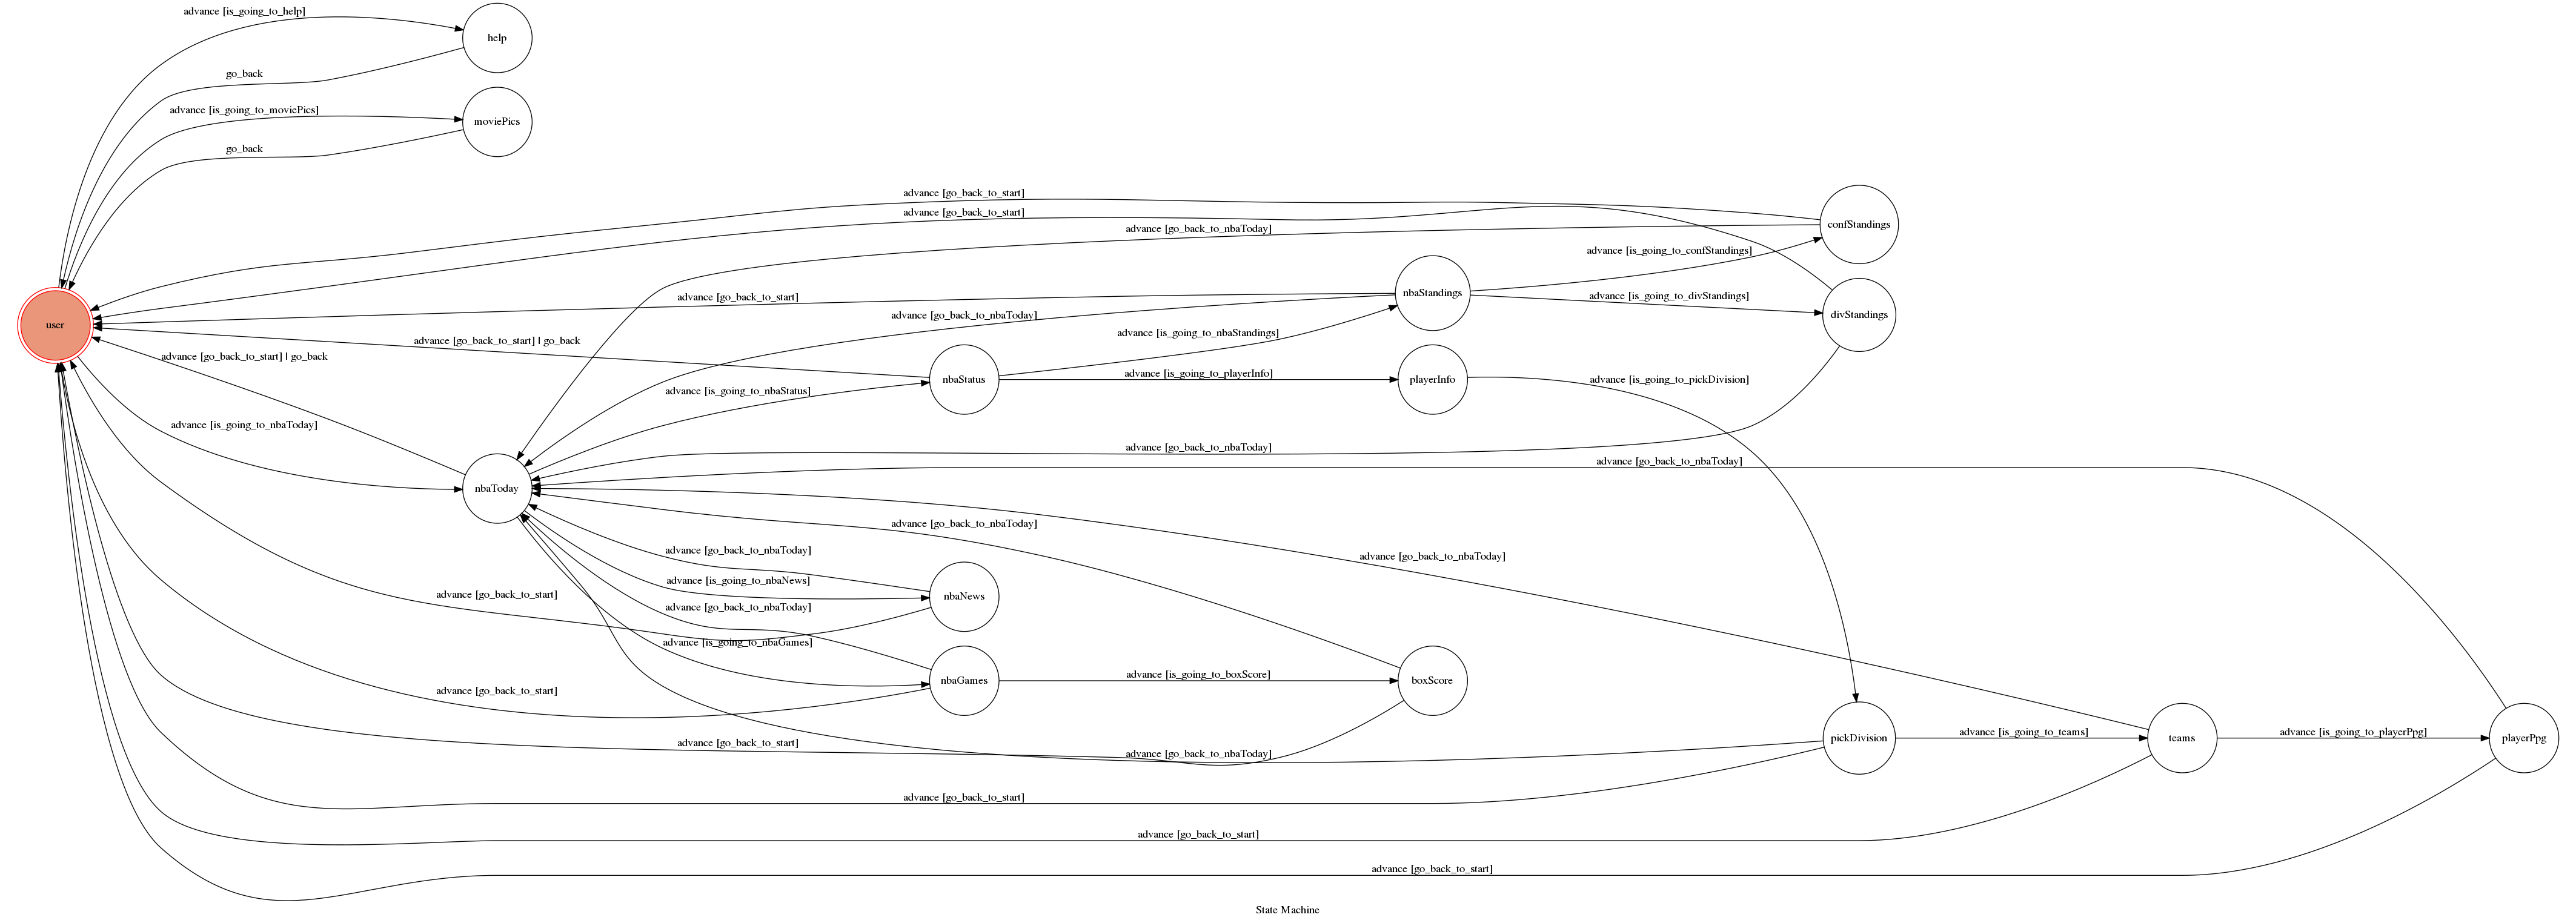 advance [is_going_to_help]
help
go_back
advance [is_going_to_moviePics]
moviePics
go_back
advance [go_back_to_start]
advance [go_back_to_start]
confStandings
advance [go_back_to_nbaToday]
advance [is_going_to_confStandings]
nbaStandings
advance [go_back_to_start]
advance [is_going_to_divStandings]
divStandings
advance [go_back_to_nbaToday]
user
advance [is_going_to_nbaStandings]
advance [go_back_to_start] | go_back
advance [go_back_to_start] | go_back
advance [is_going_to_playerInfo]
nbaStatus
playerInfo
advance [is_going_to_pickDivision]
advance [is_going_to_nbaStatus]
advance [is_going_to_nbaToday]
advance [go_back_to_nbaToday]
advance [go_back_to_nbaToday]
nbaToday
advance [go_back_to_nbaToday]
advance [go_back_to_nbaToday]
advance [go_back_to_nbaToday]
advance [is_going_to_nbaNews]
nbaNews
advance [go_back_to_start]
advance [go_back_to_nbaToday]
advance [is_going_to_nbaGames]
nbaGames
advance [is_going_to_boxScore]
boxScore
advance [go_back_to_start]
advance [go_back_to_start]
advance [go_back_to_nbaToday]
pickDivision
advance [is_going_to_teams]
teams
advance [is_going_to_playerPpg]
playerPpg
advance [go_back_to_start]
advance [go_back_to_start]
advance [go_back_to_start]
State Machine